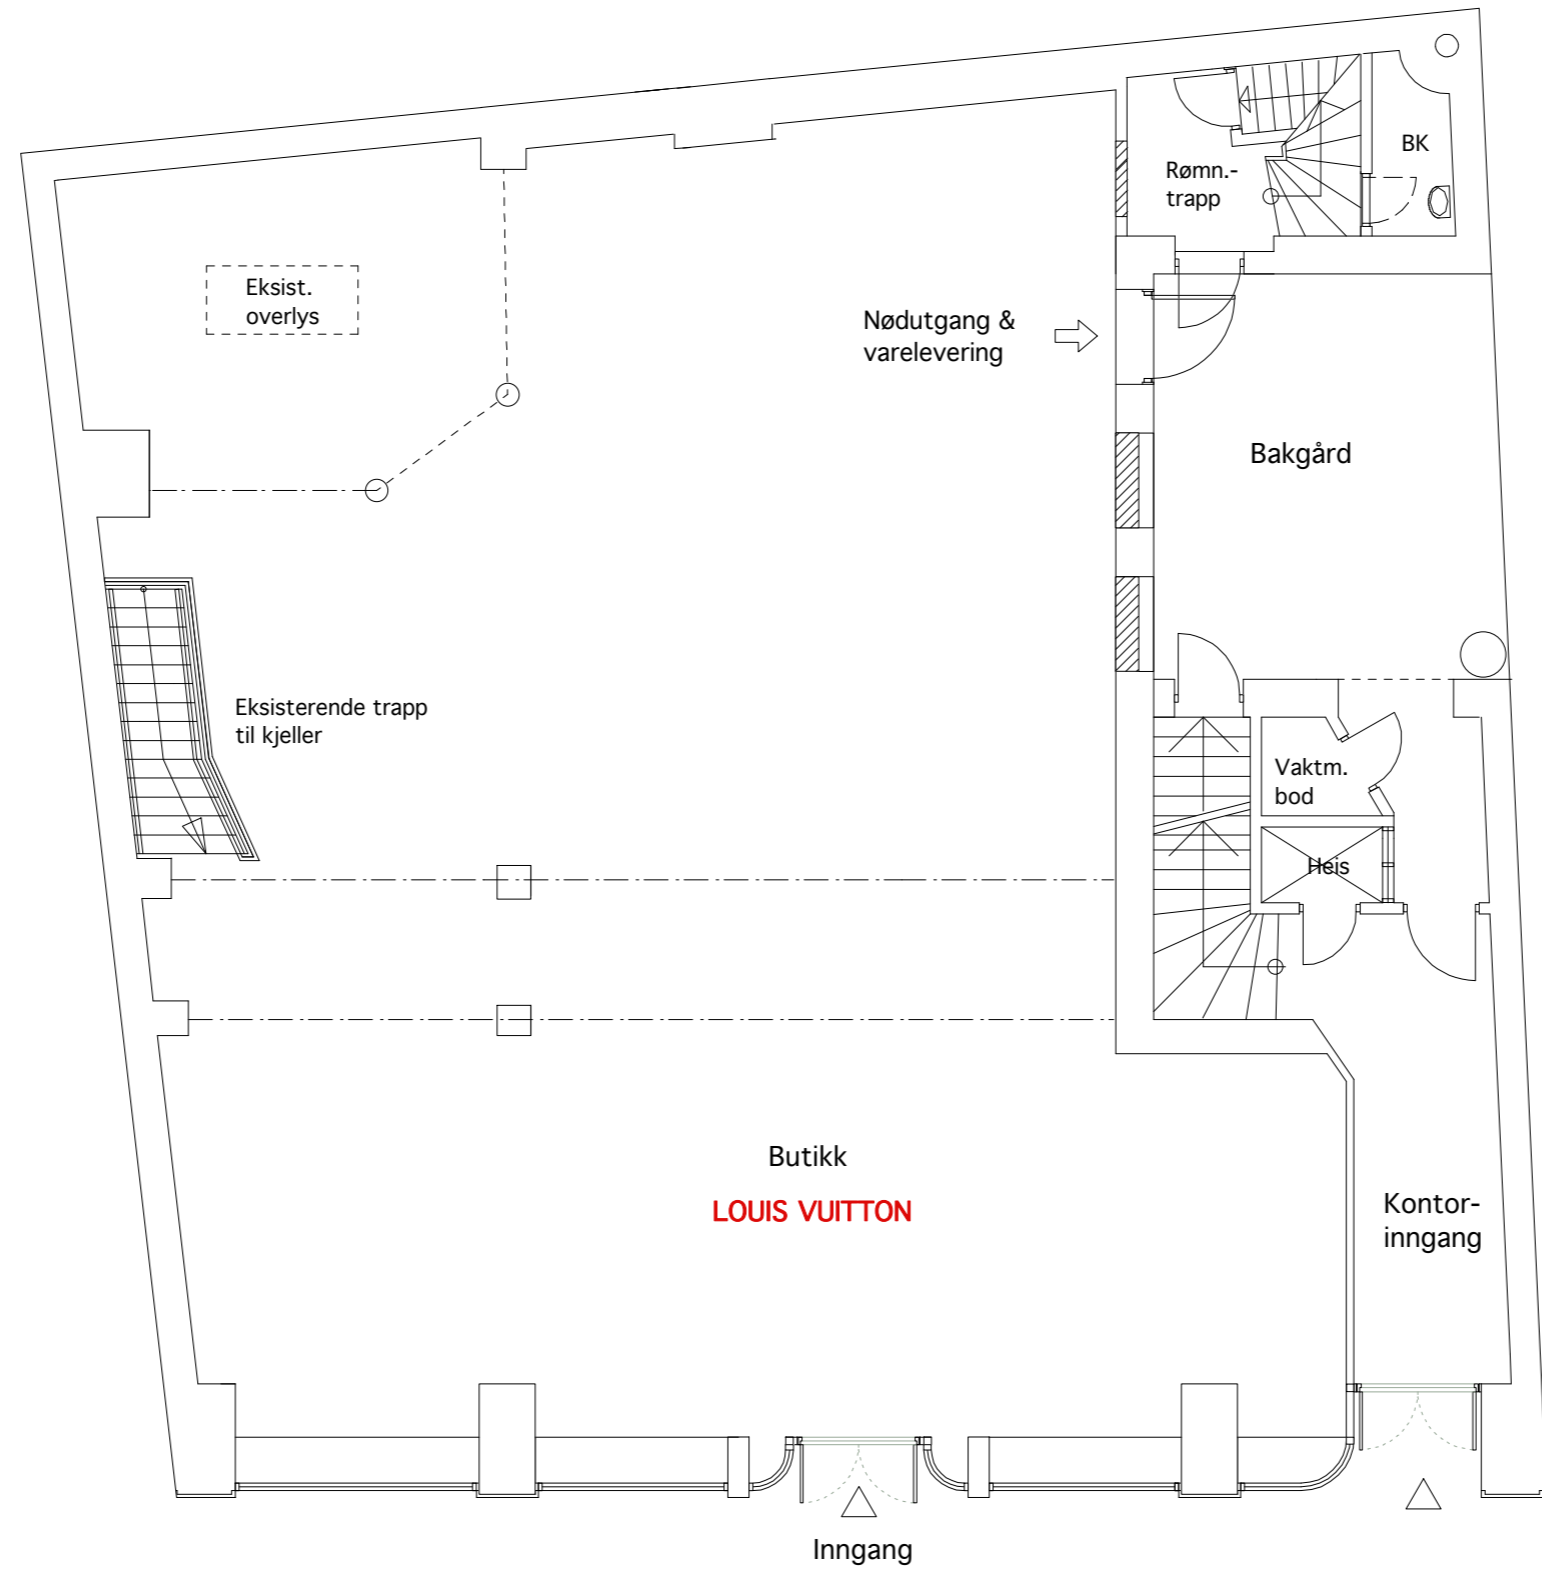 BK
Rømn.-
trapp
Eksist.
overlys
Nødutgang &
varelevering
Bakgård
Eksisterende trapp
til kjeller
Vaktm.
bod
Heis
Butikk
LOUIS VUITTON
Kontor-
inngang
Inngang